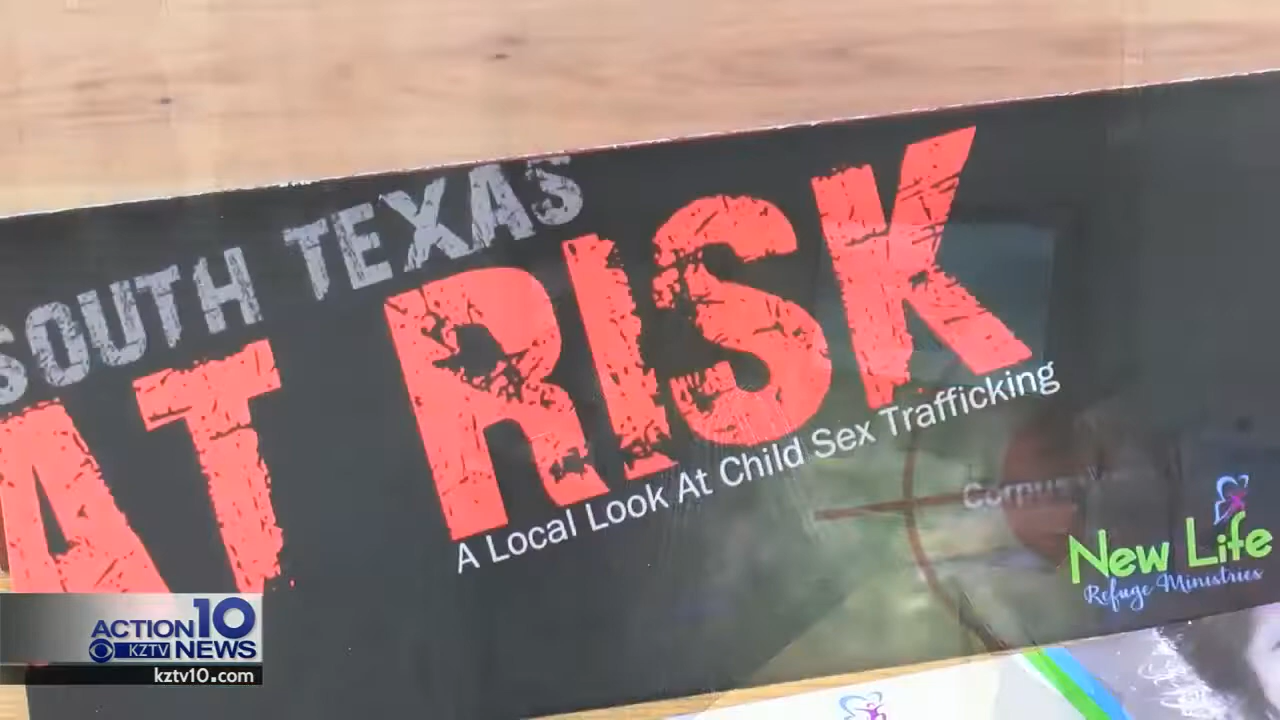 SOUTH TEXAS
AT RISK
A Local Look At Child Sex Trafficking
New Life
Refuge Ministries
ACTION 10
KZTV NEWS
kztv10.com